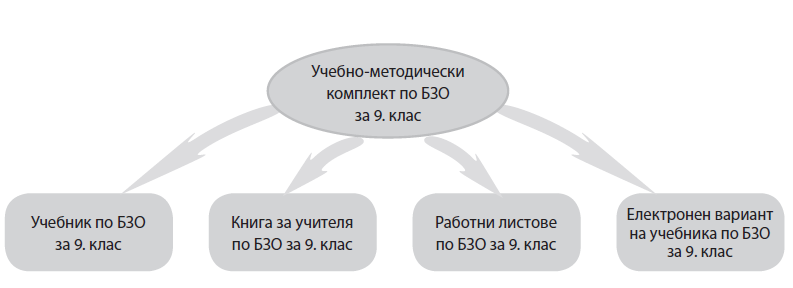 Учебно-методически
комплект по БЗО
за 9. клас
Учебник по БЗО
за 9. клас
Книга за учителя
по БЗО за 9. клас
Работни листове
по БЗО за 9. клас
Електронен вариант
на учебника по БЗО
за 9. клас